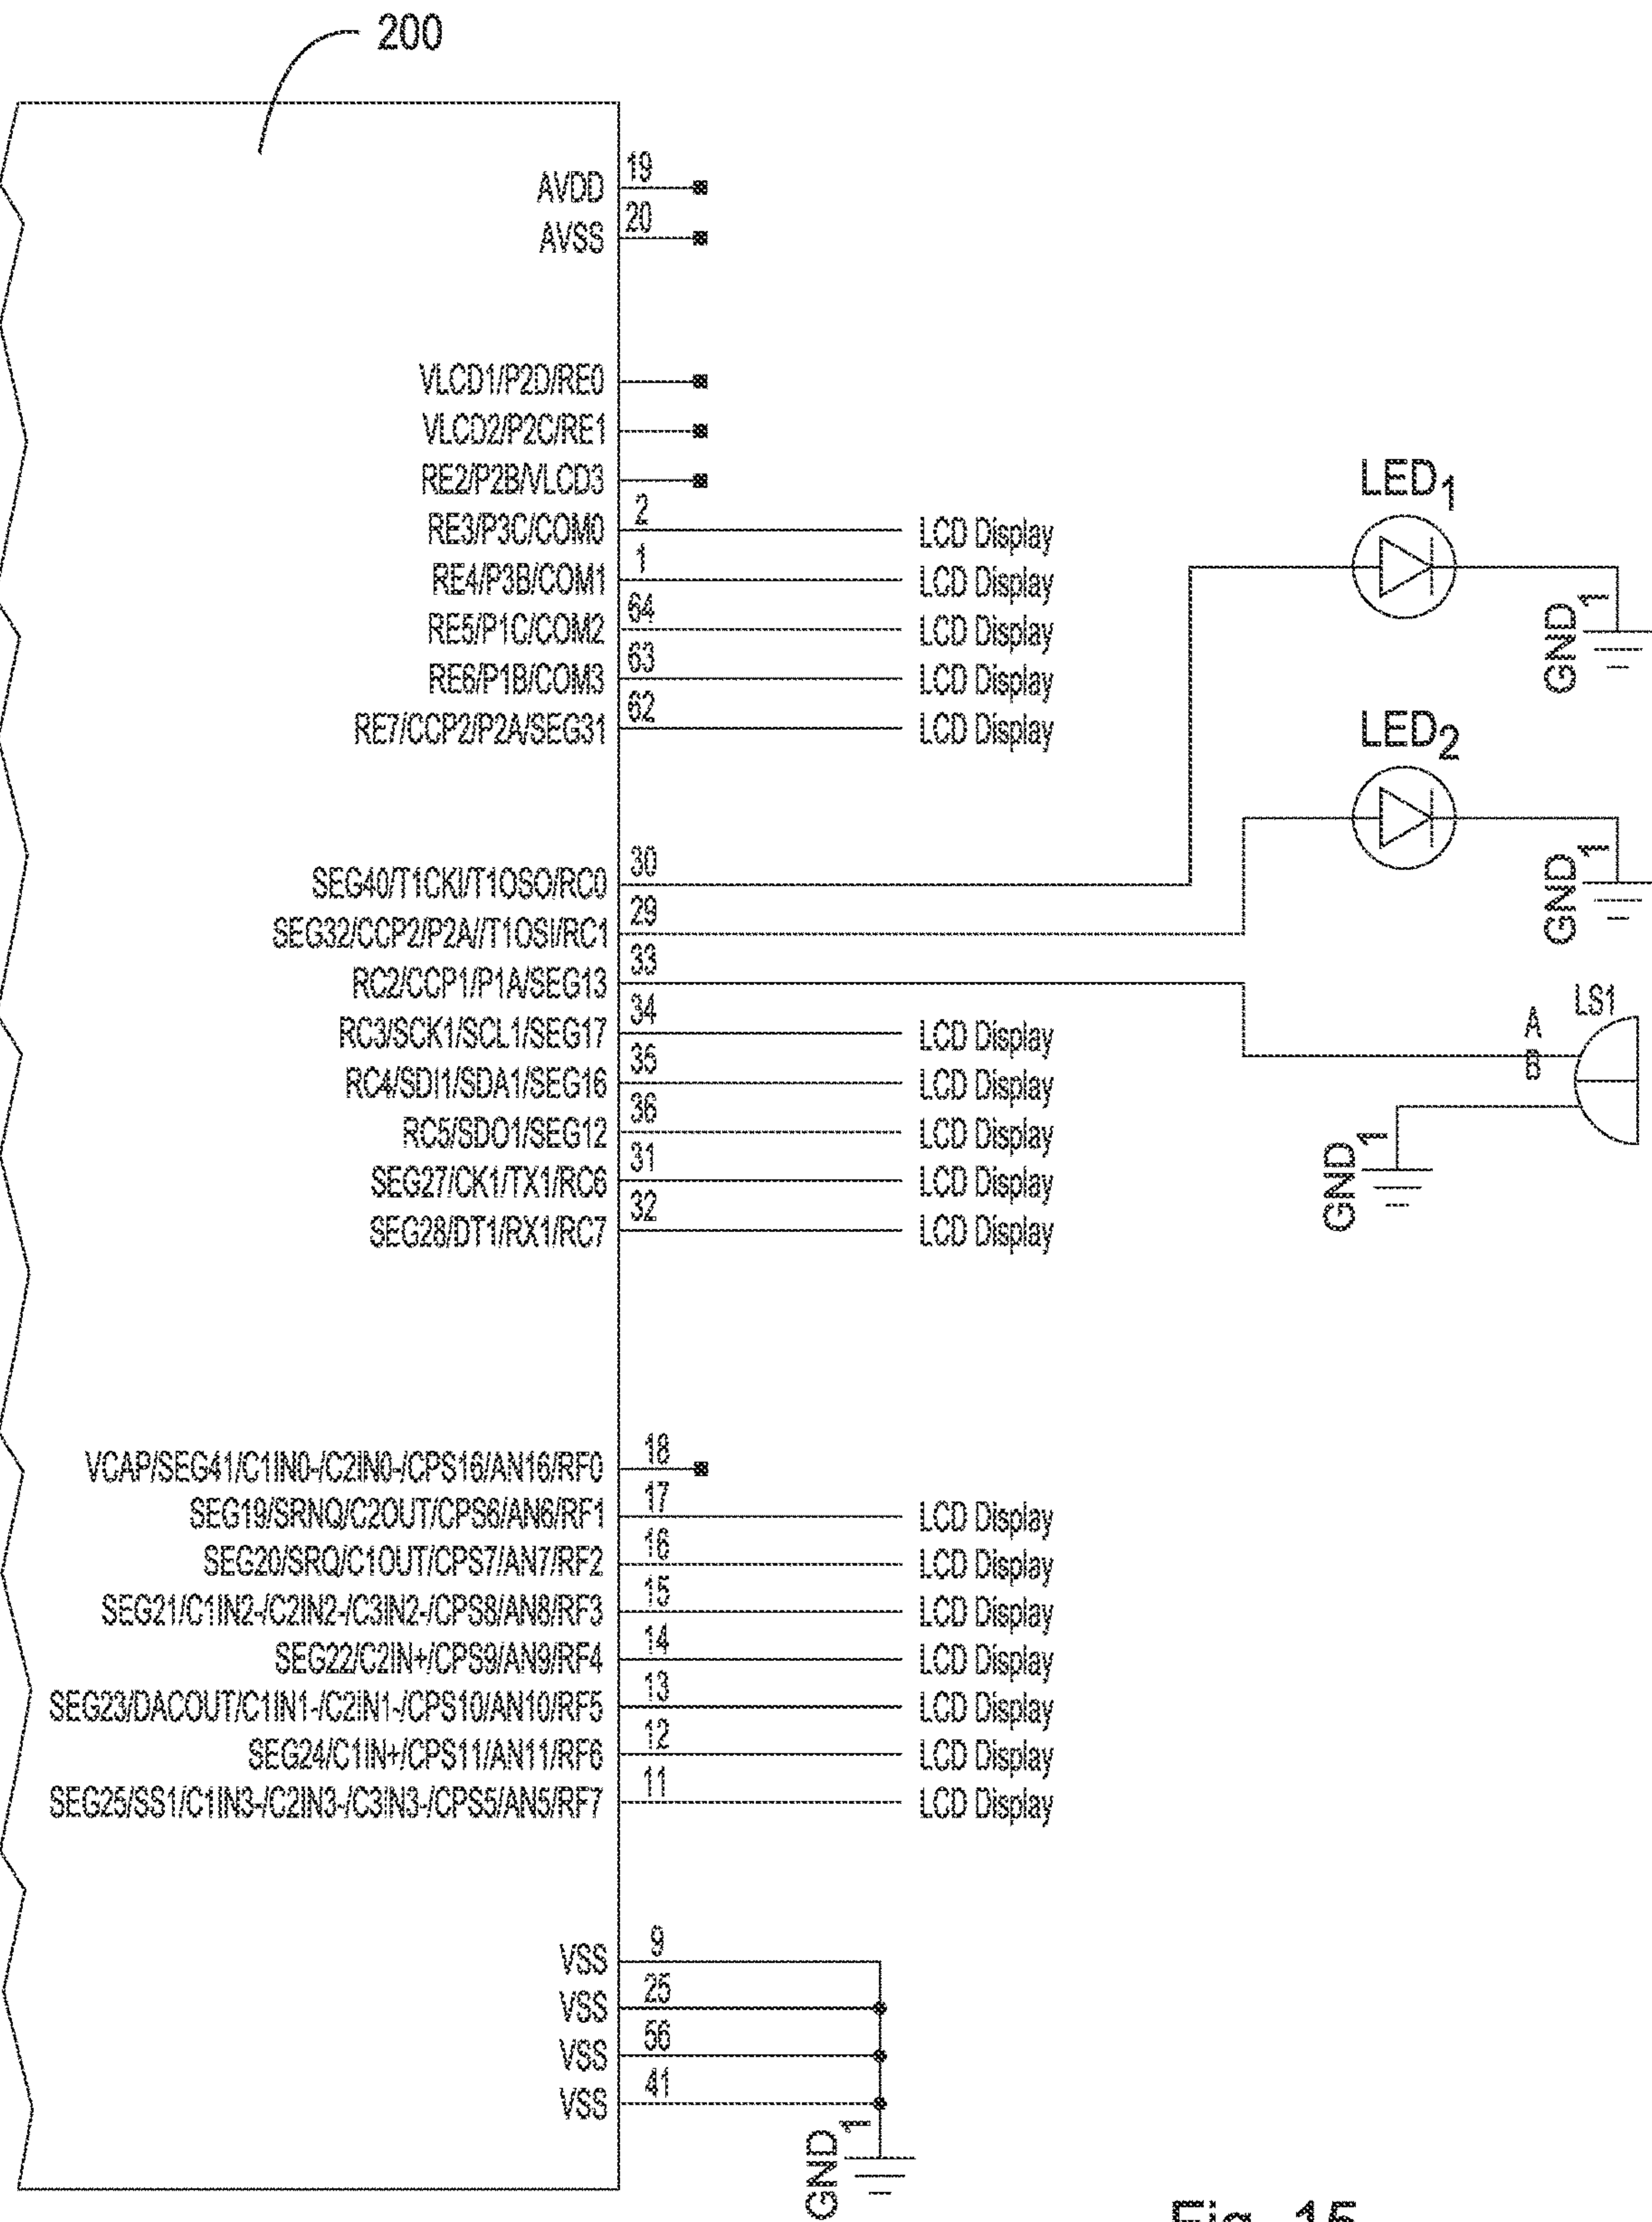 200
AVDD 19
AVSS 20
VLCD1/P2D/RE0
VLCD2/P2C/RE1
RE2/P2B/VLCD3
RE3/P3C/COM0 2 LCD Display
RE4/P3B/COM1 1 LCD Display
RE5/P1C/COM2 64 LCD Display
RE6/P1B/COM3 63 LCD Display
RE7/CCP2/P2A/SEG31 62 LCD Display
LED1
GND 1
LED2
GND 1
SEG40/T1CKI/T1OSO/RC0 30
SEG32/CCP2/P2A//T1OSI/RC1 29
RC2/CCP1/P1A/SEG13 33
LS1
A
B
GND 1
RC3/SCK1/SCL1/SEG17 34 LCD Display
RC4/SDI1/SDA1/SEG16 35 LCD Display
RC5/SDO1/SEG12 36 LCD Display
SEG27/CK1/TX1/RC6 31 LCD Display
SEG28/DT1/RX1/RC7 32 LCD Display
VCAP/SEG41/C1IN0-/C2IN0-/CPS16/AN16/RF0 18
SEG19/SRNQ/C2OUT/CPS6/AN6/RF1 17 LCD Display
SEG20/SRQ/C1OUT/CPS7/AN7/RF2 16 LCD Display
SEG21/C1IN2-/C2IN2-/C3IN2-/CPS8/AN8/RF3 15 LCD Display
SEG22/C2IN+/CPS9/AN9/RF4 14 LCD Display
SEG23/DACOUT/C1IN1-/C2IN1-/CPS10/AN10/RF5 13 LCD Display
SEG24/C1IN+/CPS11/AN11/RF6 12 LCD Display
SEG25/SS1/C1IN3-/C2IN3-/C3IN3-/CPS5/AN5/RF7 11 LCD Display
VSS 9
VSS 25
VSS 56
VSS 41
GND 1
Fig. 15